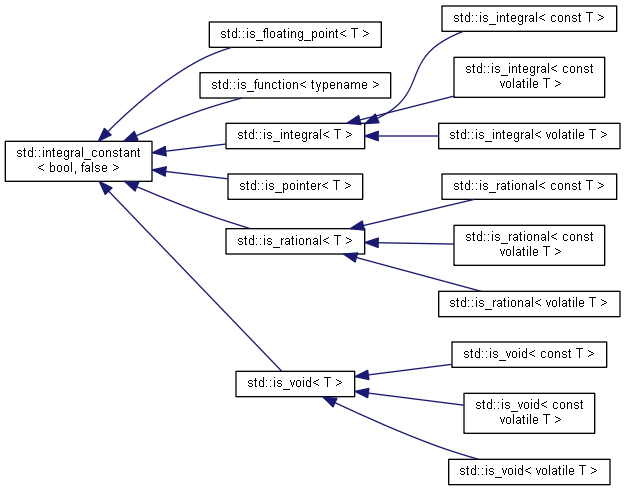 std::integral_constant
< bool, false >
std::is_floating_point< T >
std::is_function< typename >
std::is_integral< T >
std::is_pointer< T >
std::is_rational< T >
std::is_void< T >
std::is_integral< const T >
std::is_integral< const
volatile T >
std::is_integral< volatile T >
std::is_rational< const T >
std::is_rational< const
volatile T >
std::is_rational< volatile T >
std::is_void< const T >
std::is_void< const
volatile T >
std::is_void< volatile T >